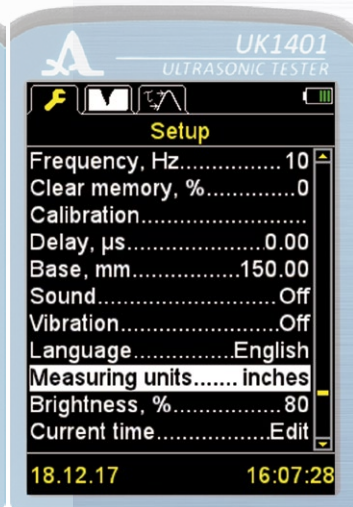 UK1401
ULTRASONIC TESTER
Setup
Frequency, Hz................ 10
Clear memory, %..............0
Calibration........................
Delay, µs.......................0.00
Base, mm...................150.00
Sound...........................Off
Vibration........................Off
Language...............English
Measuring units....... inches
Brightness, %..................80
Current time.................Edit
18.12.17 16:07:28